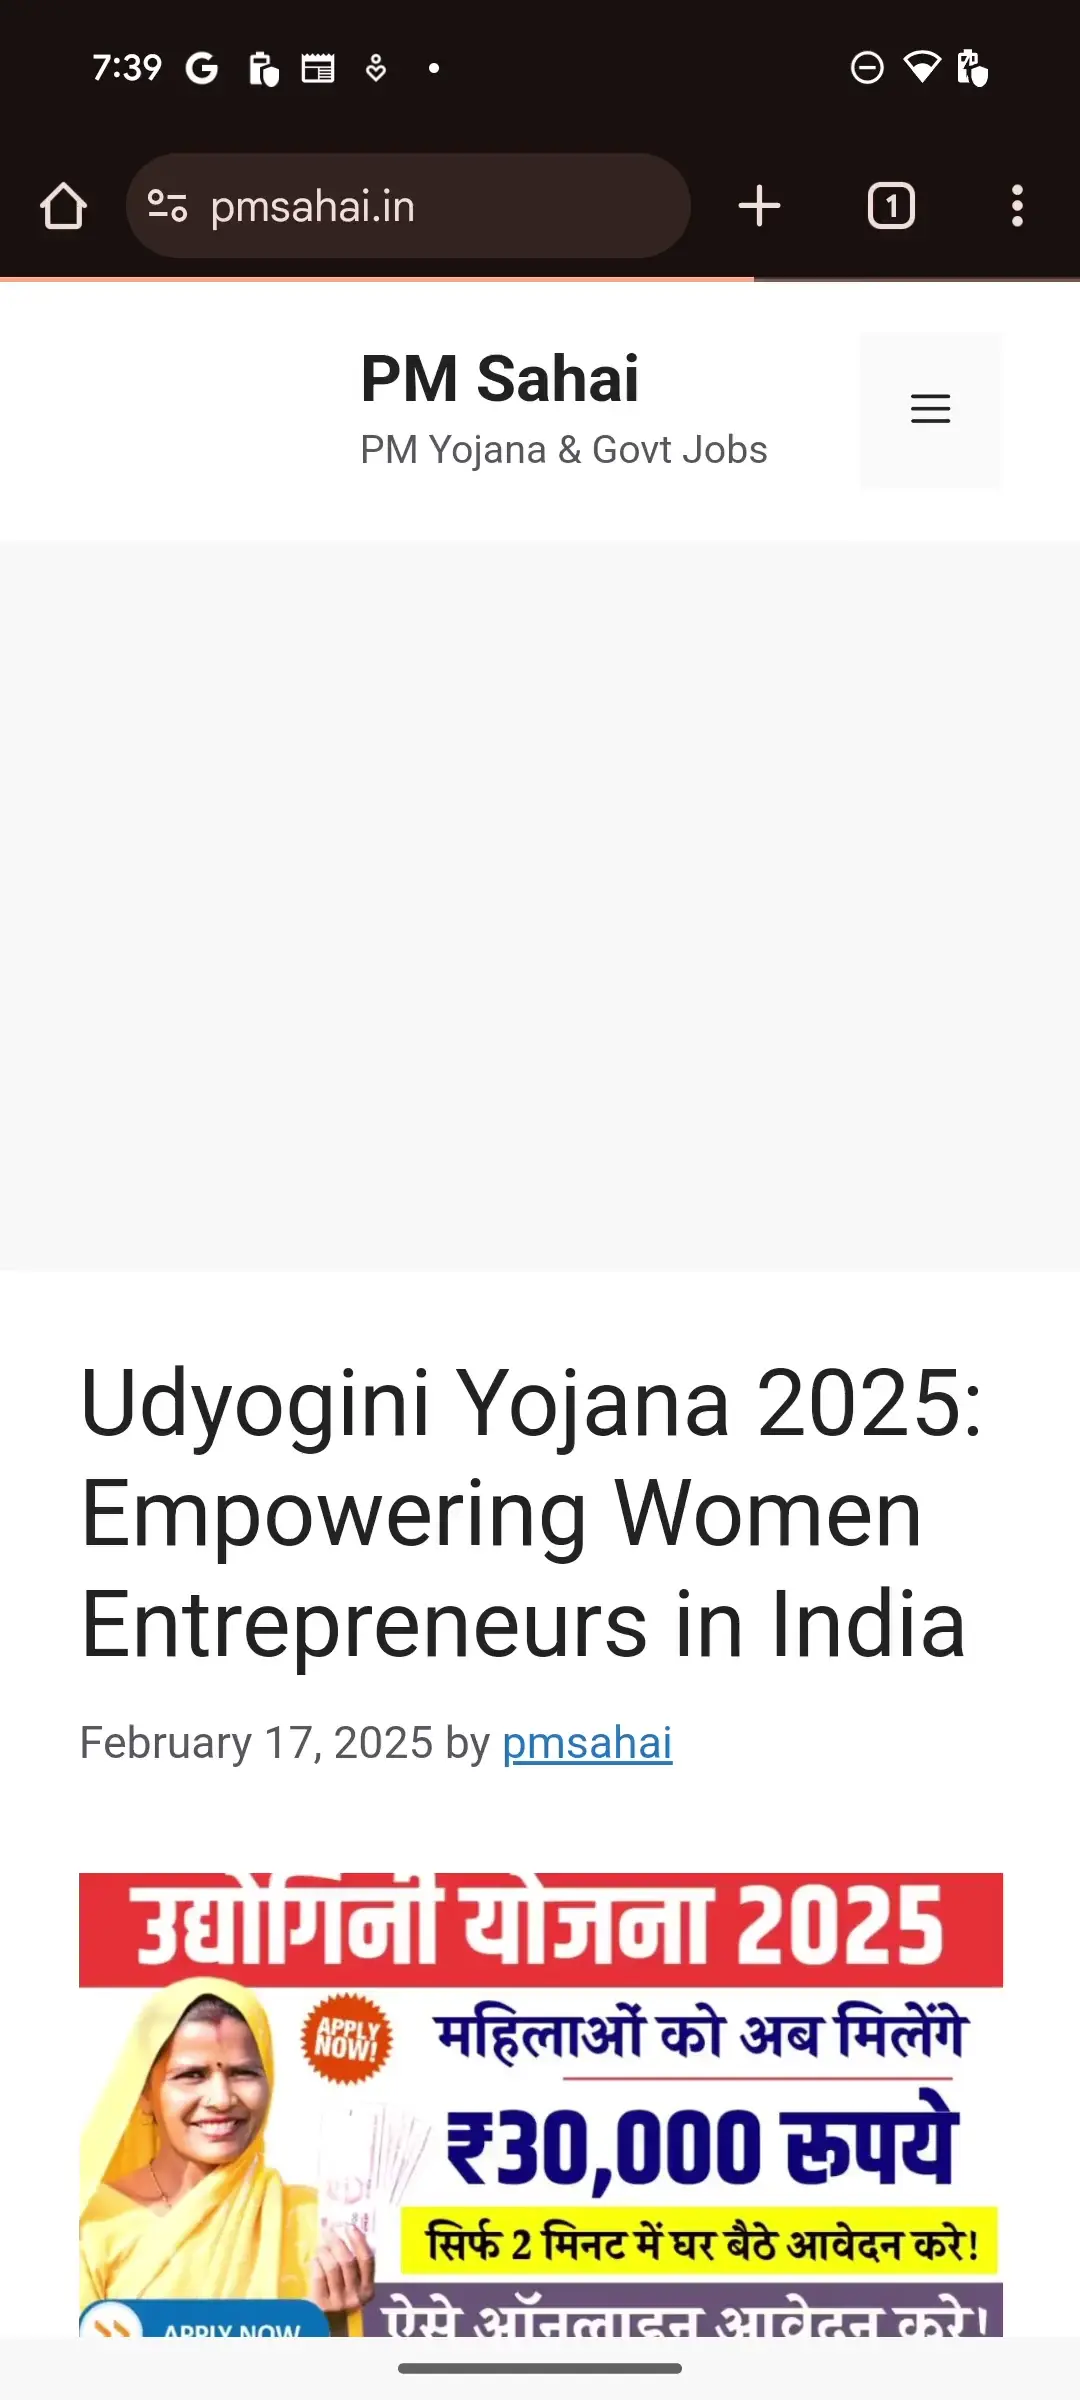 7:39
pmsahai.in
1
PM Sahai
PM Yojana & Govt Jobs
Udyogini Yojana 2025:
Empowering Women
Entrepreneurs in India
February 17, 2025 by pmsahai
उद्योगिनी योजना 2025
APPLY
NOW!
महिलाओं को अब मिलेंगे
₹30,000 रूपये
सिर्फ 2 मिनट में घर बैठे आवेदन करे!
APPLY NOW
ऐसे ऑनलाइन आवेदन करे!